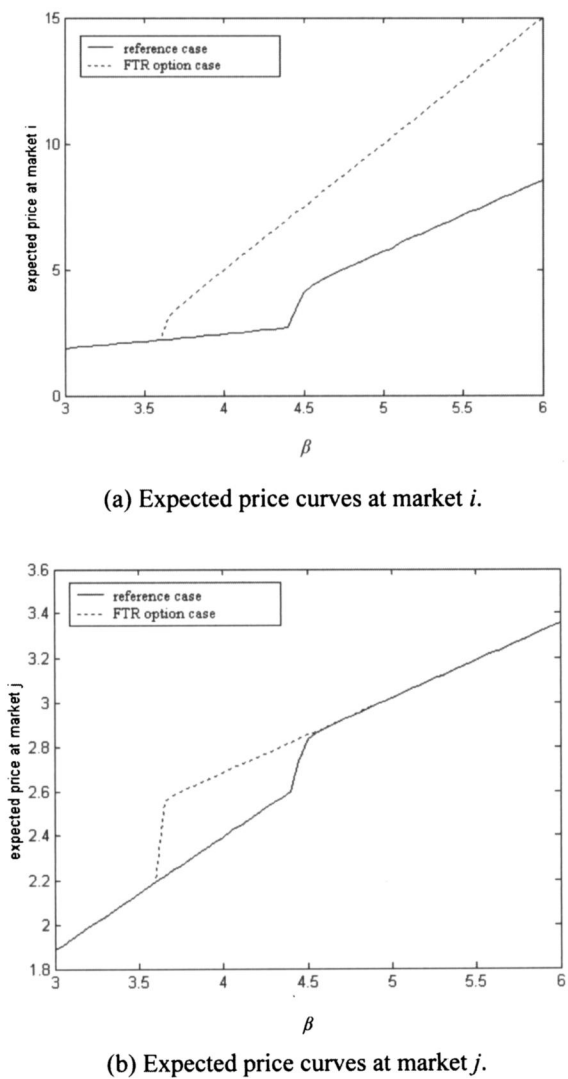 15
reference case
FTR option case
10
expected price at market i
5
0
3 3.5 4 4.5 5 5.5 6
β
(a) Expected price curves at market i.
3.6
reference case
FTR option case
3.4
3.2
3
expected price at market j
2.8
2.6
2.4
2.2
2
1.8
3 3.5 4 4.5 5 5.5 6
β
(b) Expected price curves at market j.